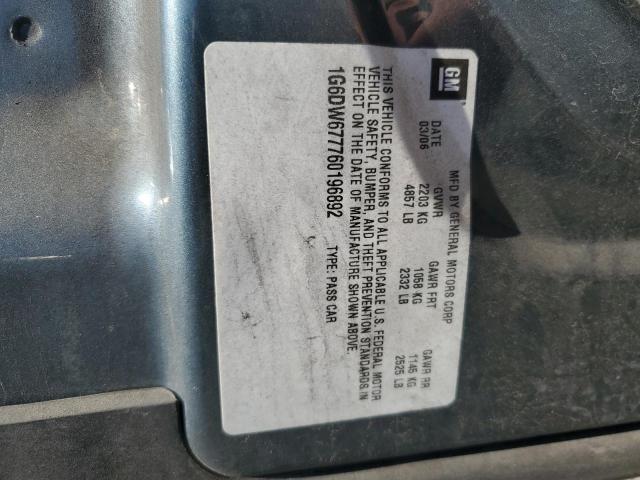 GM
MFD BY GENERAL MOTORS CORP
DATE GVWR GAWR FRT GAWR RR
03/06 2203 KG 1058 KG 1145 KG
4857 LB 2332 LB 2525 LB
THIS VEHICLE CONFORMS TO ALL APPLICABLE U.S. FEDERAL MOTOR
VEHICLE SAFETY, BUMPER, AND THEFT PREVENTION STANDARDS IN
EFFECT ON THE DATE OF MANUFACTURE SHOWN ABOVE.
1G6DW677760196892 TYPE: PASS CAR